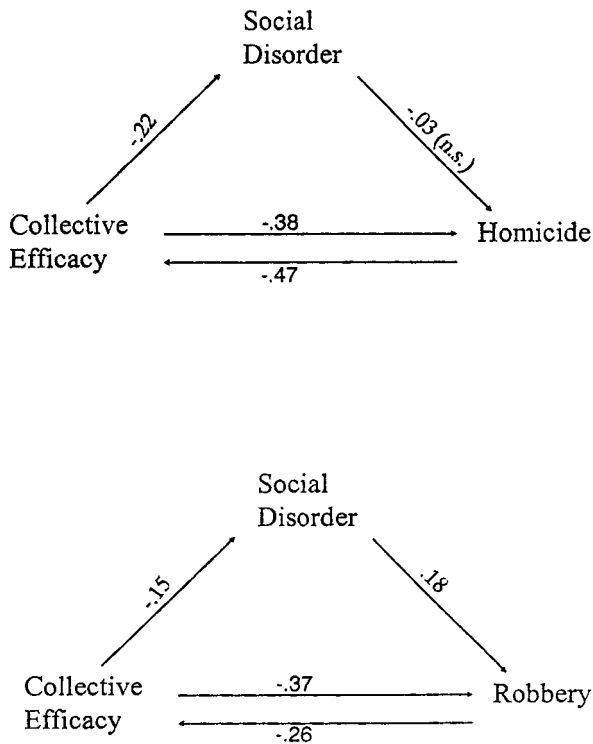 Social
Disorder
-.22
-.03 (n.s.)
Collective
Efficacy
-.38
Homicide
-.47
Social
Disorder
-.15
.18
Collective
Efficacy
-.37
Robbery
-.26